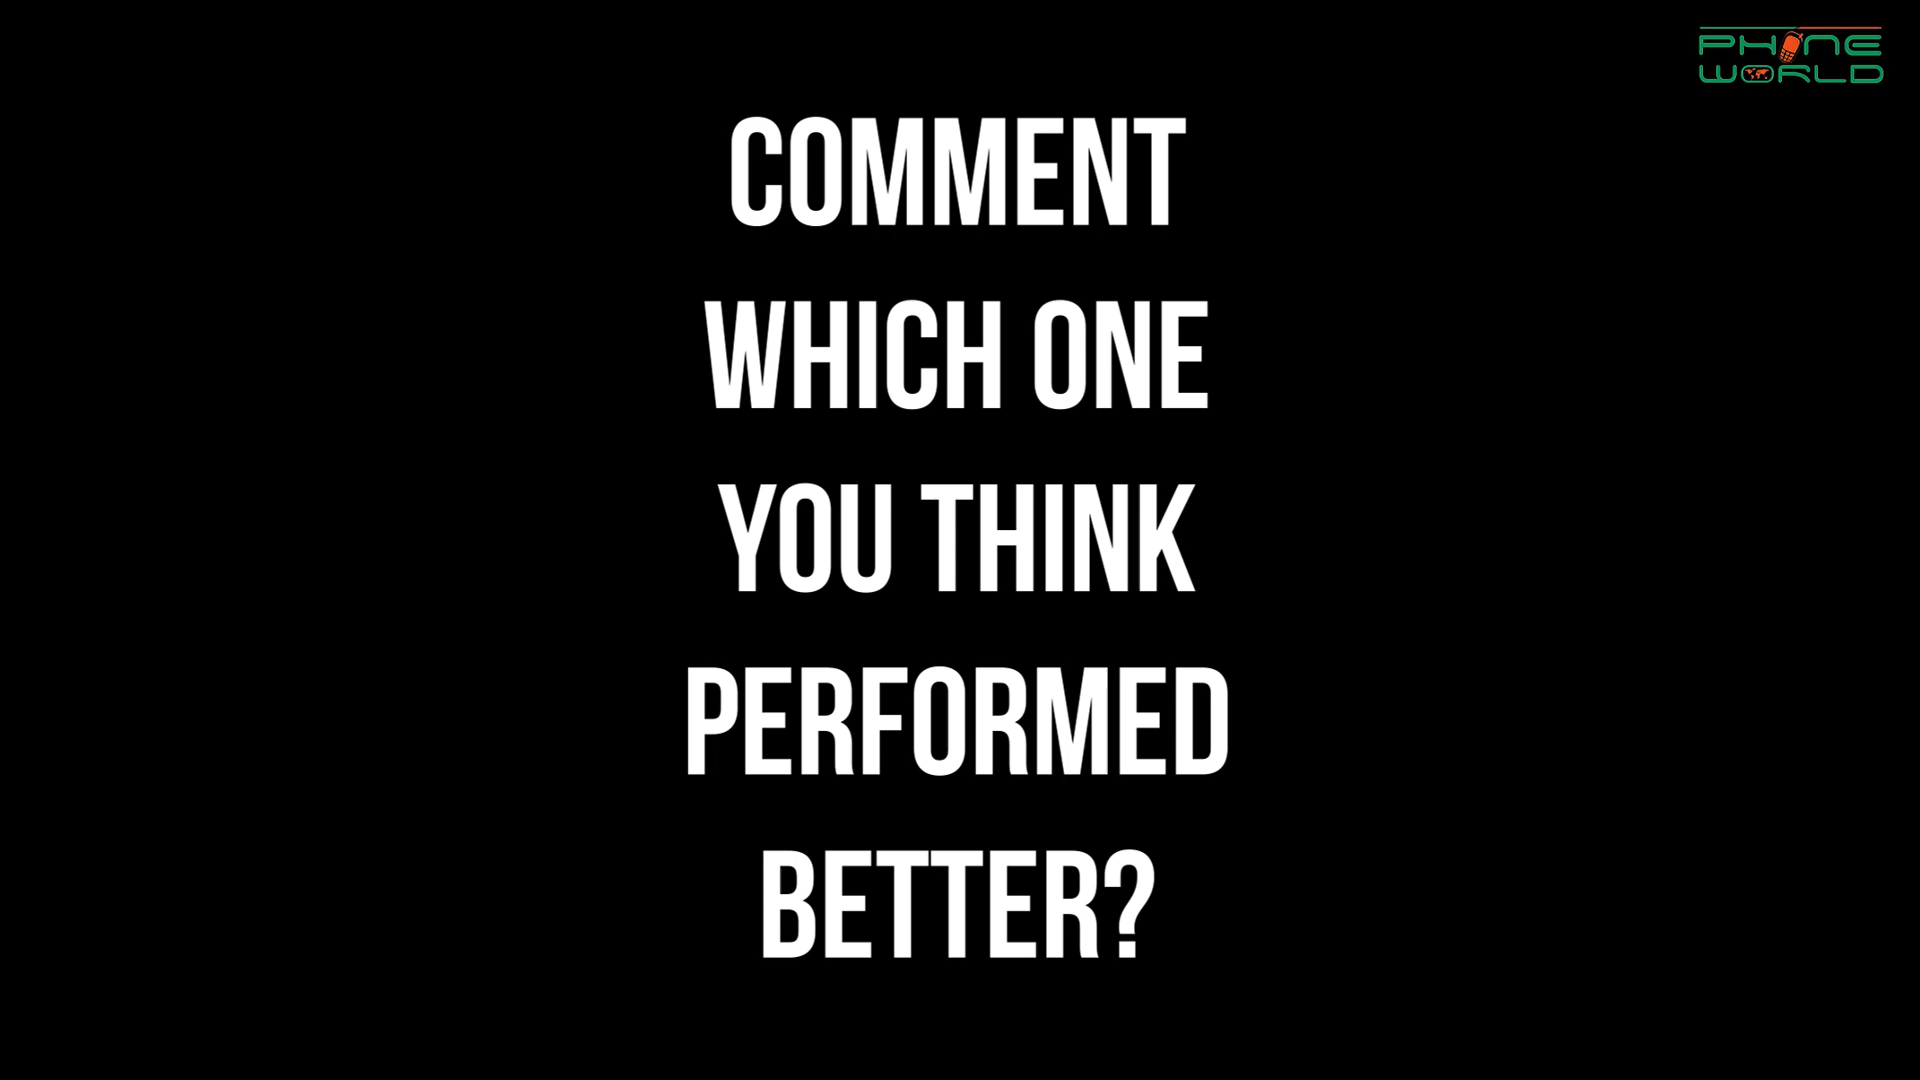 PHONE
WORLD
COMMENT
WHICH ONE
YOU THINK
PERFORMED
BETTER?